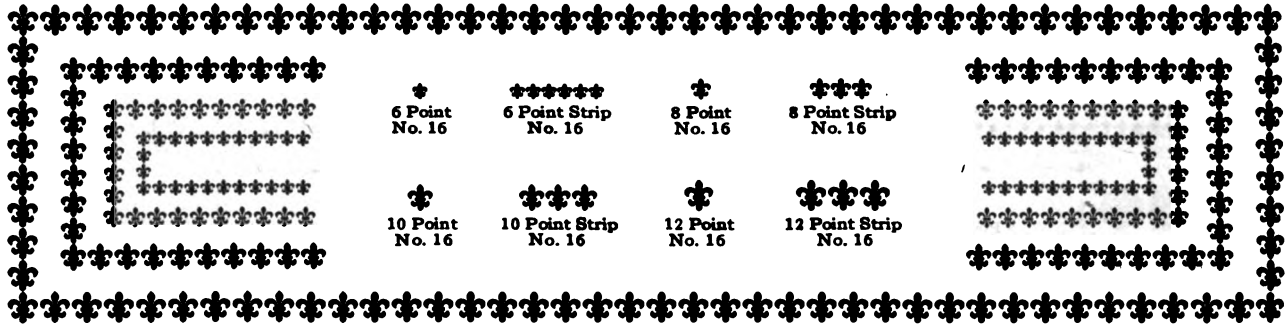 6 Point
No. 16
6 Point Strip
No. 16
8 Point
No. 16
8 Point Strip
No. 16
10 Point
No. 16
10 Point Strip
No. 16
12 Point
No. 16
12 Point Strip
No. 16